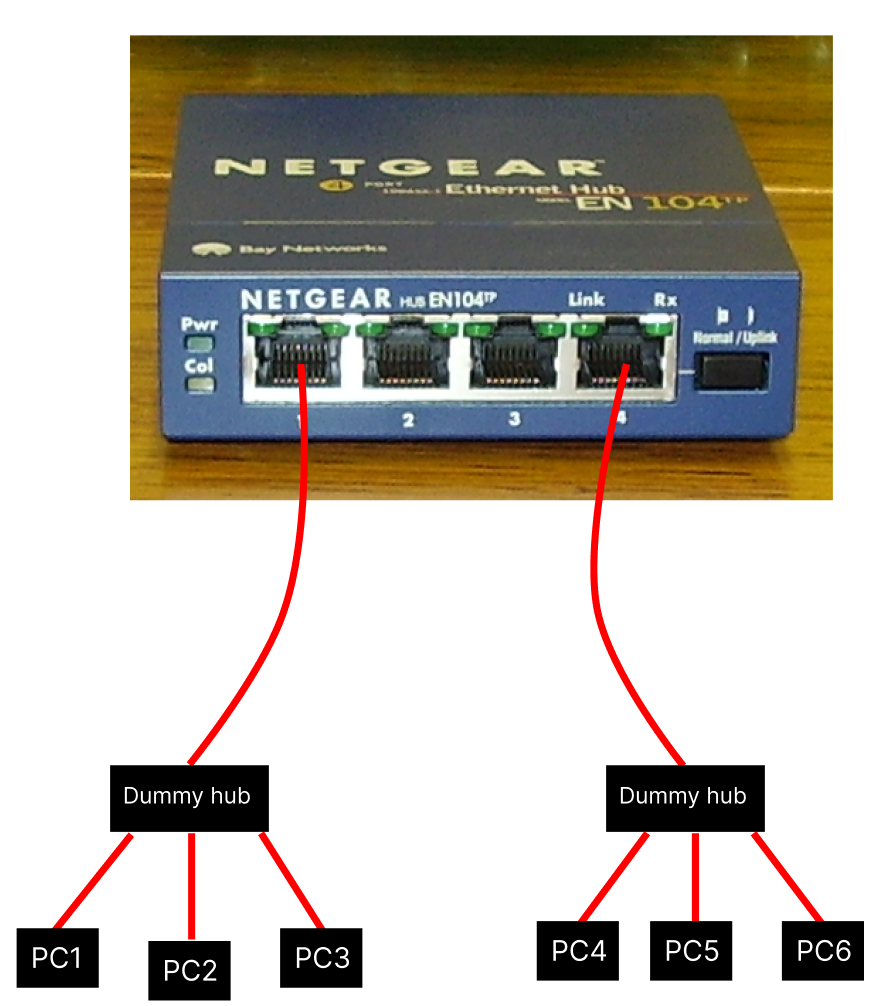 NETGEAR
4 PORT
10BASE-T Ethernet Hub
MODEL EN 104TP
Bay Networks
NETGEAR HUB EN104TP Link Rx
Pwr
Normal / Uplink
Col
1 2 3 4
Dummy hub Dummy hub
PC1 PC2 PC3 PC4 PC5 PC6